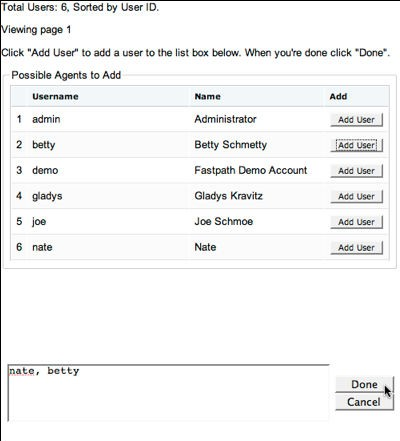 Total Users: 6, Sorted by User ID.
Viewing page 1
Click "Add User" to add a user to the list box below. When you're done click "Done".
Possible Agents to Add
Username Name Add
1 admin Administrator Add User
2 betty Betty Schmetty Add User
3 demo Fastpath Demo Account Add User
4 gladys Gladys Kravitz Add User
5 joe Joe Schmoe Add User
6 nate Nate Add User
nate, betty
Done
Cancel